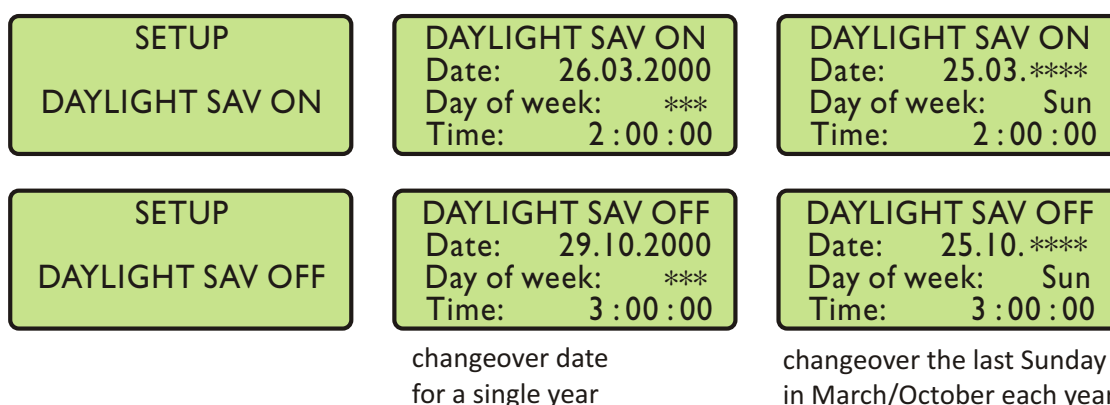 SETUP
DAYLIGHT SAV ON
DAYLIGHT SAV ON
Date: 26.03.2000
Day of week: ***
Time: 2:00:00
DAYLIGHT SAV ON
Date: 25.03.****
Day of week: Sun
Time: 2:00:00
SETUP
DAYLIGHT SAV OFF
DAYLIGHT SAV OFF
Date: 29.10.2000
Day of week: ***
Time: 3:00:00
DAYLIGHT SAV OFF
Date: 25.10.****
Day of week: Sun
Time: 3:00:00
changeover date
for a single year
changeover the last Sunday
in March/October each year